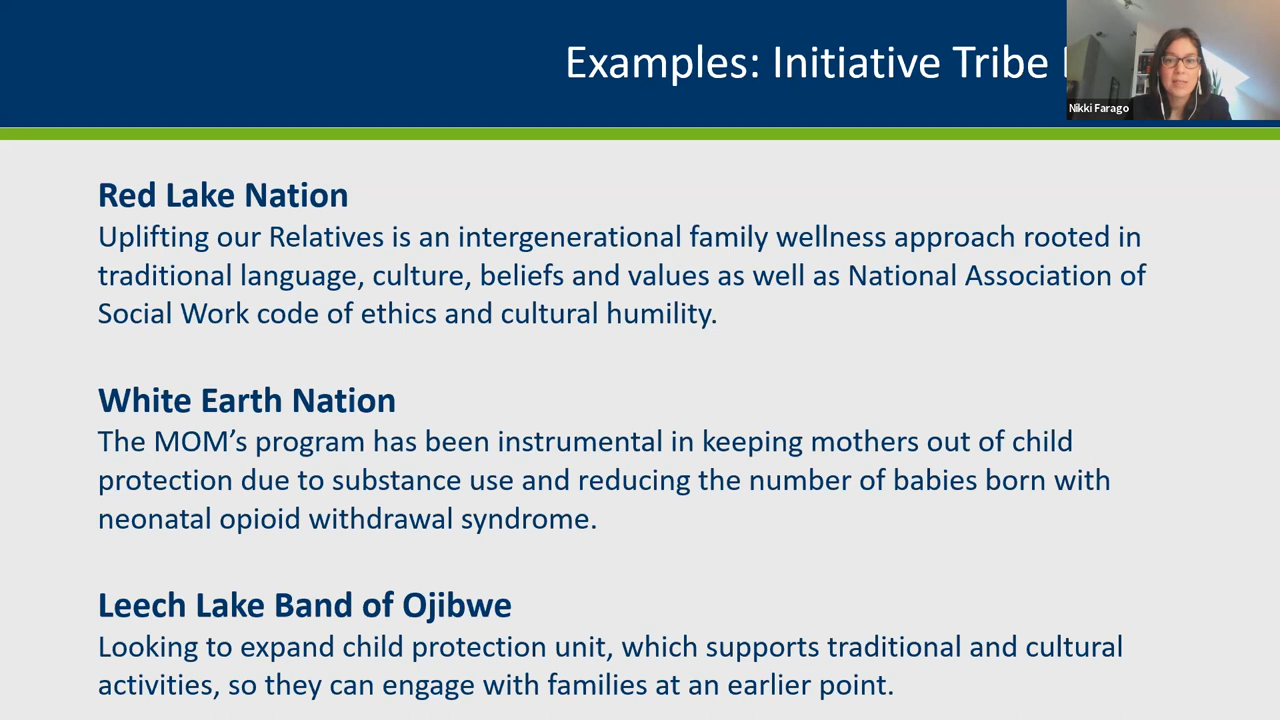 Examples: Initiative Tribe
Nikki Farago
Red Lake Nation
Uplifting our Relatives is an intergenerational family wellness approach rooted in
traditional language, culture, beliefs and values as well as National Association of
Social Work code of ethics and cultural humility.
White Earth Nation
The MOM’s program has been instrumental in keeping mothers out of child
protection due to substance use and reducing the number of babies born with
neonatal opioid withdrawal syndrome.
Leech Lake Band of Ojibwe
Looking to expand child protection unit, which supports traditional and cultural
activities, so they can engage with families at an earlier point.